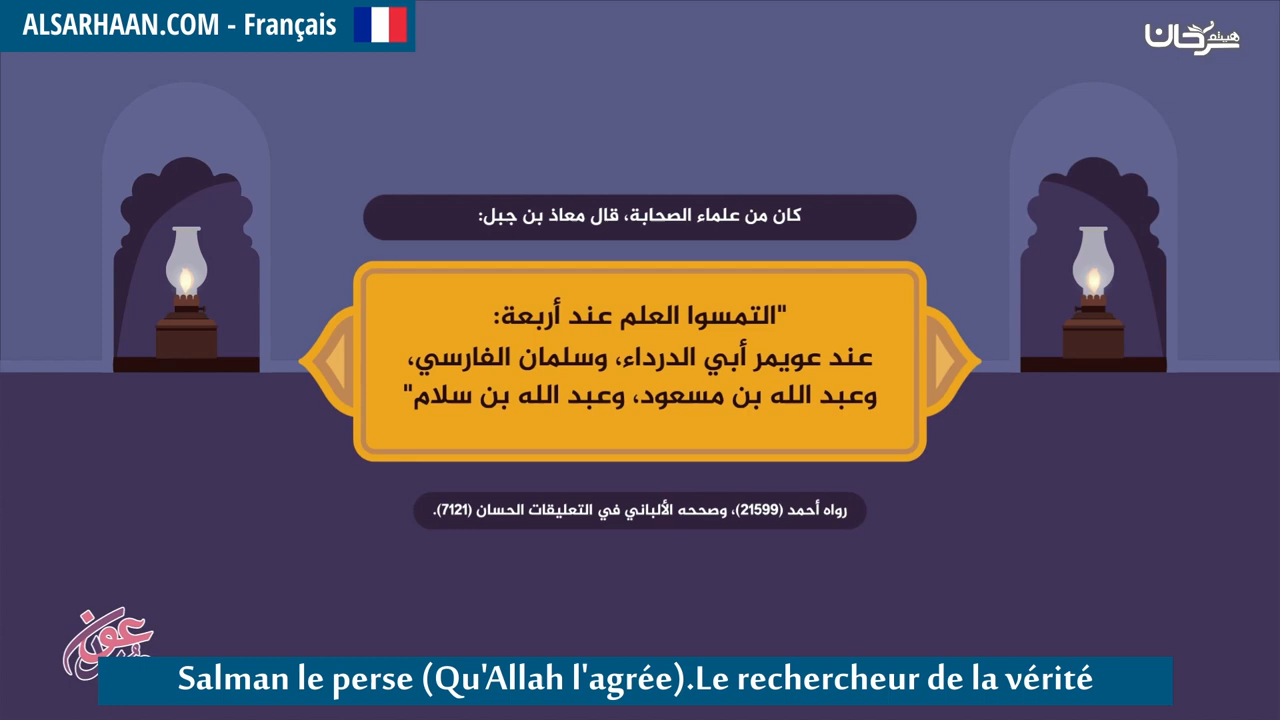 ALSARHAAN.COM - Français
هيثم سرحان
كان من علماء الصحابة، قال معاذ بن جبل:
"التمسوا العلم عند أربعة:
عند عويمر أبي الدرداء، وسلمان الفارسي،
وعبد الله بن مسعود، وعبد الله بن سلام"
رواه أحمد (21599)، وصححه الألباني في التعليقات الحسان (7121).
Salman le perse (Qu'Allah l'agrée).Le rechercheur de la vérité